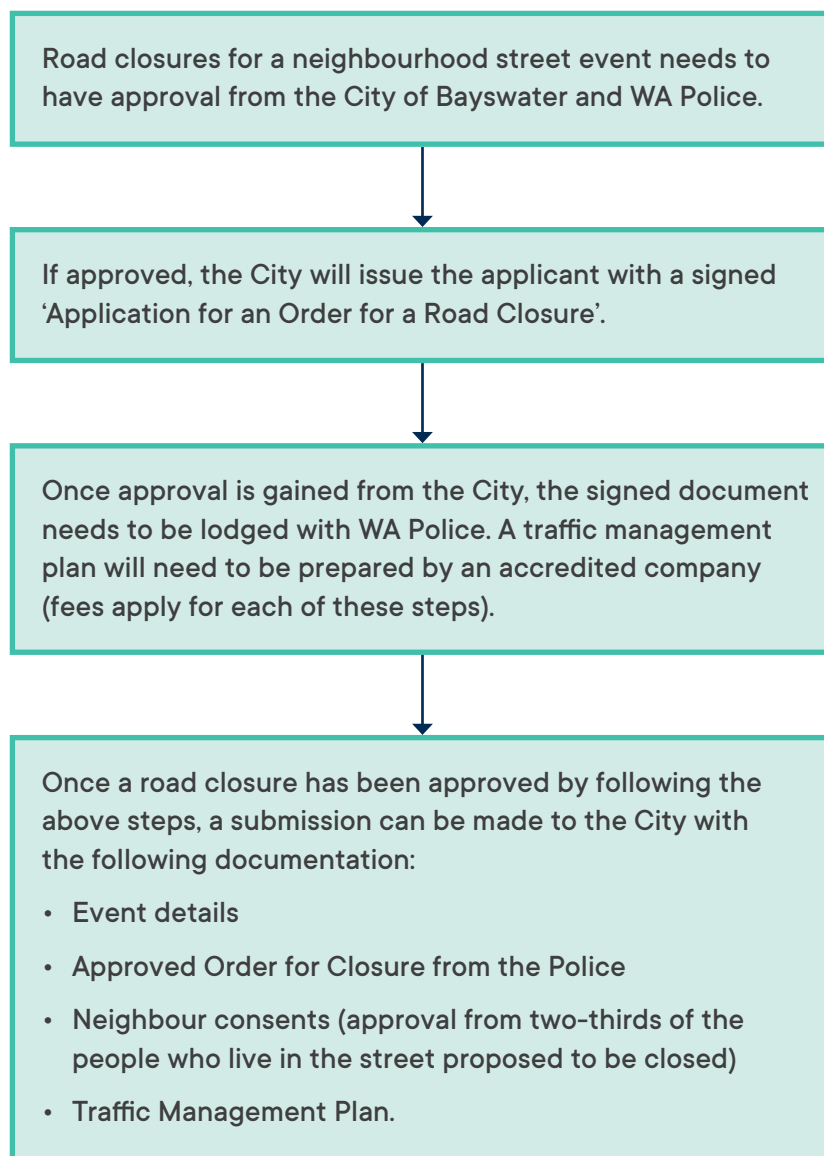 Road closures for a neighbourhood street event needs to
have approval from the City of Bayswater and WA Police.
If approved, the City will issue the applicant with a signed
‘Application for an Order for a Road Closure’.
Once approval is gained from the City, the signed document
needs to be lodged with WA Police. A traffic management
plan will need to be prepared by an accredited company
(fees apply for each of these steps).
Once a road closure has been approved by following the
above steps, a submission can be made to the City with
the following documentation:
• Event details
• Approved Order for Closure from the Police
• Neighbour consents (approval from two-thirds of the
people who live in the street proposed to be closed)
• Traffic Management Plan.